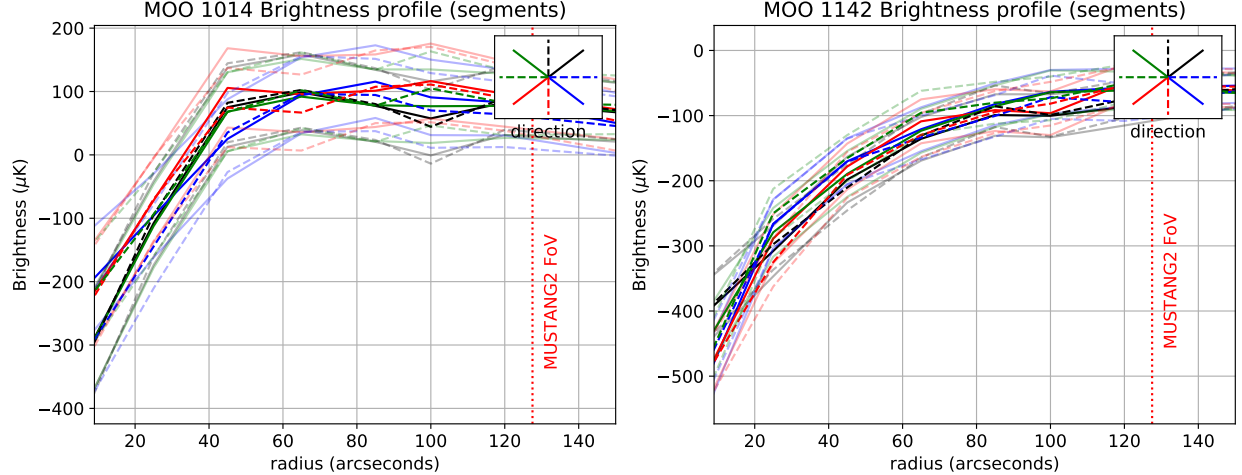 MOO 1014 Brightness profile (segments)
200
100
0
−100
−200
−300
−400
Brightness (μK)
20
40
60
80
100
120
140
radius (arcseconds)
direction
MUSTANG2 FoV
MOO 1142 Brightness profile (segments)
0
−100
−200
−300
−400
−500
Brightness (μK)
20
40
60
80
100
120
140
radius (arcseconds)
direction
MUSTANG2 FoV